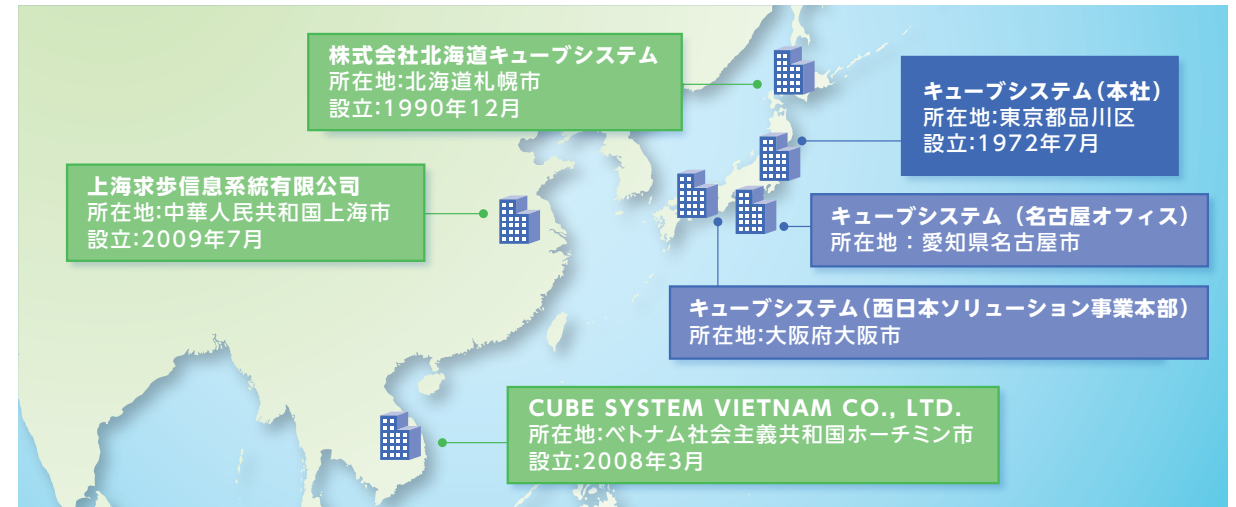 株式会社北海道キューブシステム
所在地:北海道札幌市
設立:1990年12月
キューブシステム(本社)
所在地:東京都品川区
設立:1972年7月
上海求歩信息系統有限公司
所在地:中華人民共和国上海市
設立:2009年7月
キューブシステム（名古屋オフィス）
所在地：愛知県名古屋市
キューブシステム(西日本ソリューション事業本部)
所在地:大阪府大阪市
CUBE SYSTEM VIETNAM CO., LTD.
所在地:ベトナム社会主義共和国ホーチミン市
設立:2008年3月